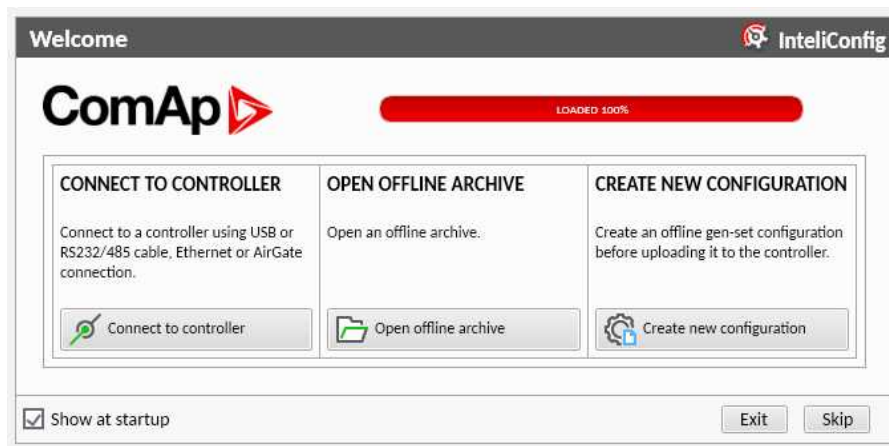 Welcome
InteliConfig
ComAp
LOADED 100%
CONNECT TO CONTROLLER
Connect to a controller using USB or
RS232/485 cable, Ethernet or AirGate
connection.
Connect to controller
OPEN OFFLINE ARCHIVE
Open an offline archive.
Open offline archive
CREATE NEW CONFIGURATION
Create an offline gen-set configuration
before uploading it to the controller.
Create new configuration
Show at startup
Exit
Skip